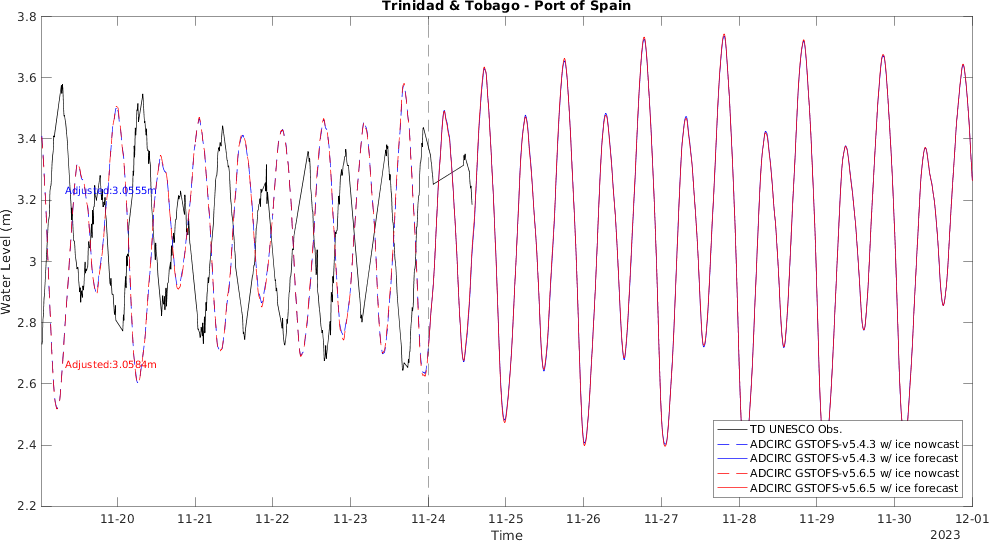 Trinidad & Tobago - Port of Spain
Water Level (m)
3.8
3.6
3.4
3.2
3
2.8
2.6
2.4
2.2
Adjusted:3.0555m
Adjusted:3.0584m
TD UNESCO Obs.
ADCIRC GSTOFS-v5.4.3 w/ ice nowcast
ADCIRC GSTOFS-v5.4.3 w/ ice forecast
ADCIRC GSTOFS-v5.6.5 w/ ice nowcast
ADCIRC GSTOFS-v5.6.5 w/ ice forecast
11-20 11-21 11-22 11-23 11-24 11-25 11-26 11-27 11-28 11-29 11-30 12-01
Time
2023